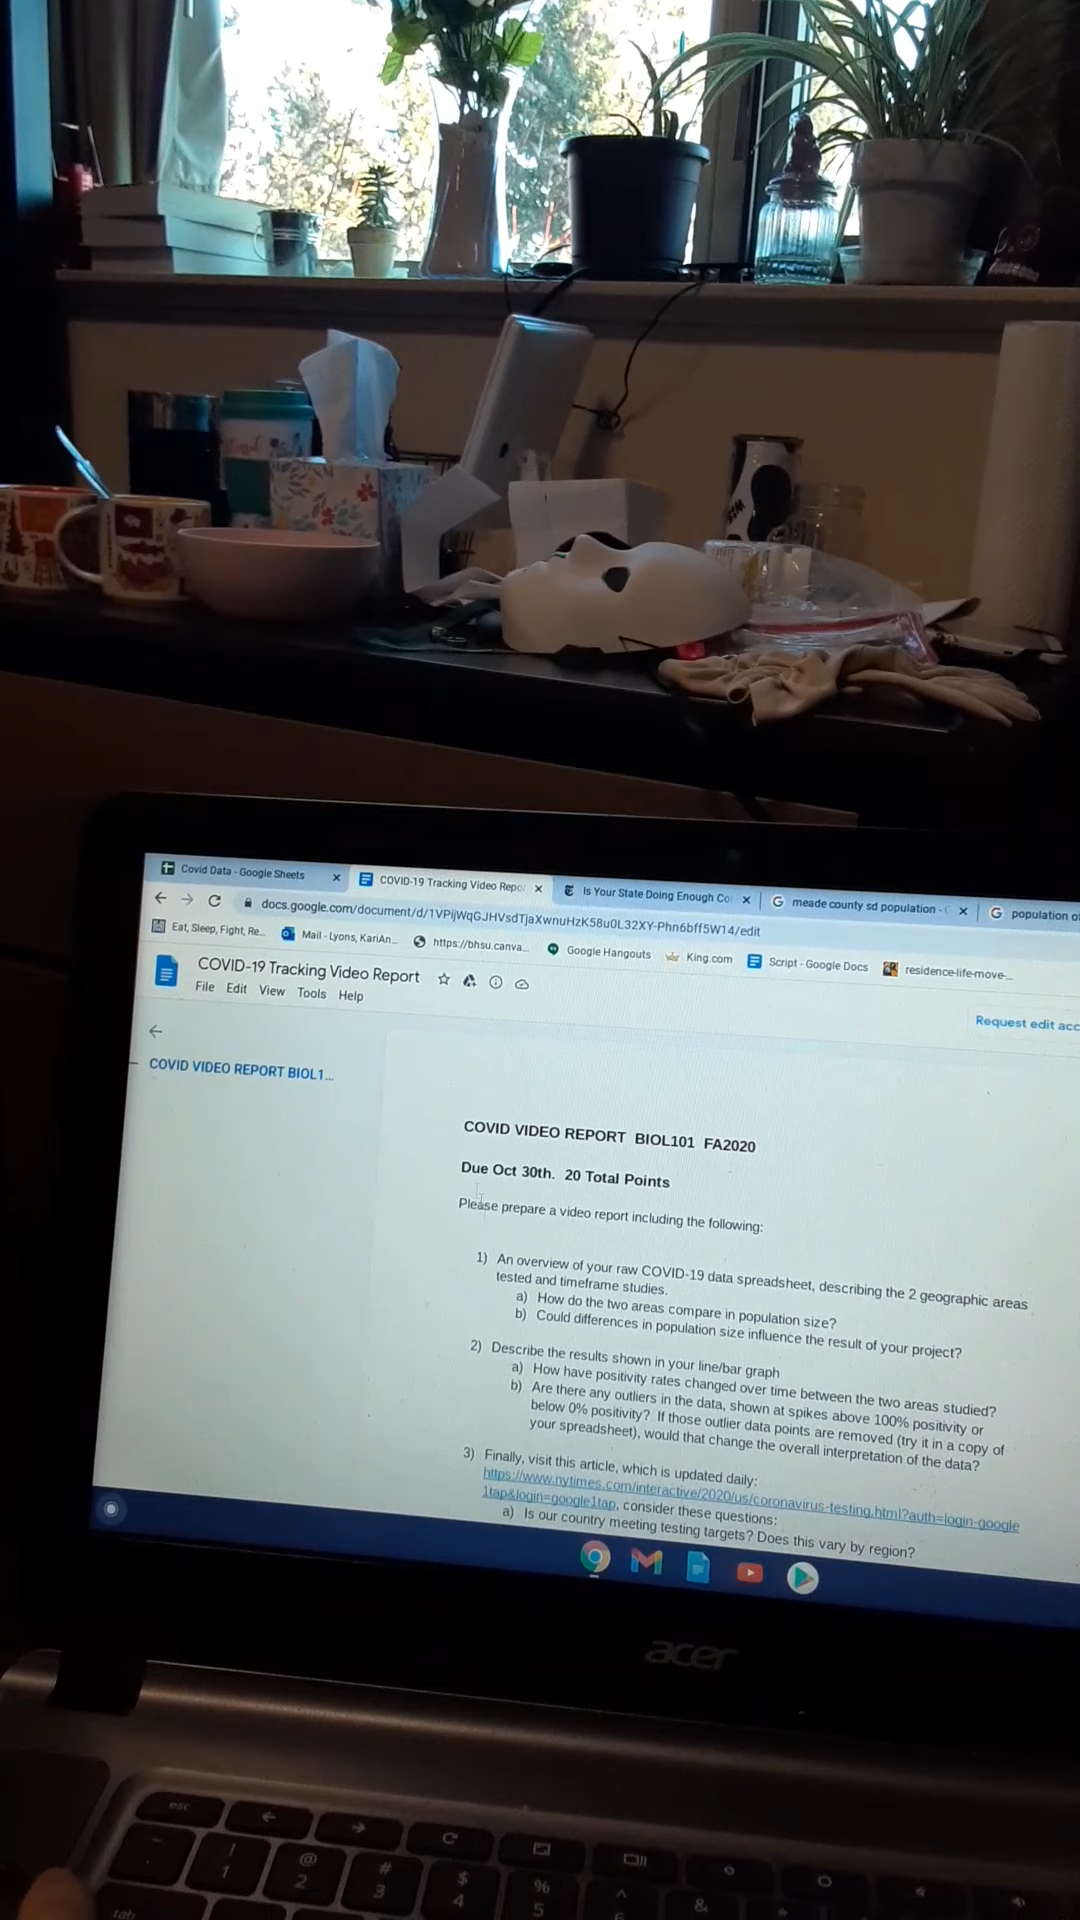 Covid Data - Google Sheets
COVID-19 Tracking Video Repor
Is Your State Doing Enough Co
meade county sd population - G
population of
docs.google.com/document/d/1VPijWqGJHVsdTjaXwnuHzK58u0L32XY-Phn6bff5W14/edit
Eat, Sleep, Fight, Re...
Mail - Lyons, KariAn...
https://bhsu.canva...
Google Hangouts
King.com
Script - Google Docs
residence-life-move-...
COVID-19 Tracking Video Report
File Edit View Tools Help
Request edit acc
COVID VIDEO REPORT BIOL1...
COVID VIDEO REPORT BIOL101 FA2020
Due Oct 30th. 20 Total Points
Please prepare a video report including the following:
1) An overview of your raw COVID-19 data spreadsheet, describing the 2 geographic areas
tested and timeframe studies.
a) How do the two areas compare in population size?
b) Could differences in population size influence the result of your project?
2) Describe the results shown in your line/bar graph
a) How have positivity rates changed over time between the two areas studied?
b) Are there any outliers in the data, shown at spikes above 100% positivity or
below 0% positivity? If those outlier data points are removed (try it in a copy of
your spreadsheet), would that change the overall interpretation of the data?
3) Finally, visit this article, which is updated daily:
https://www.nytimes.com/interactive/2020/us/coronavirus-testing.html?auth=login-google
1tap&login=google1tap, consider these questions:
a) Is our country meeting testing targets? Does this vary by region?
acer
esc
! @ # $ % ^ &
1 2 3 4 5 6
tab